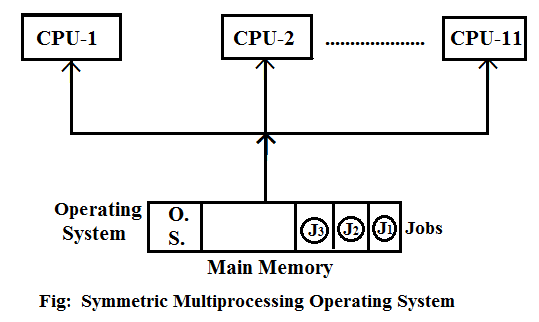 CPU-1 CPU-2 ..................... CPU-11
Operating System
O. S.
J3 J2 J1 Jobs
Main Memory
Fig: Symmetric Multiprocessing Operating System